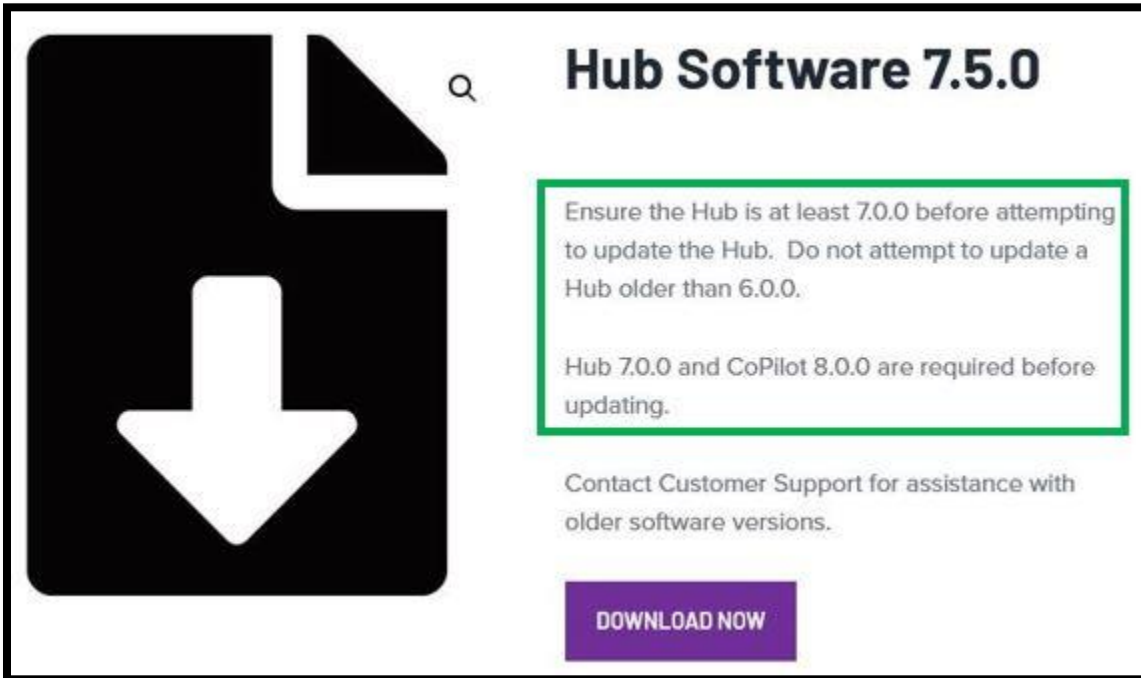 Hub Software 7.5.0
Ensure the Hub is at least 7.0.0 before attempting
to update the Hub. Do not attempt to update a
Hub older than 6.0.0.
Hub 7.0.0 and CoPilot 8.0.0 are required before
updating.
Contact Customer Support for assistance with
older software versions.
DOWNLOAD NOW